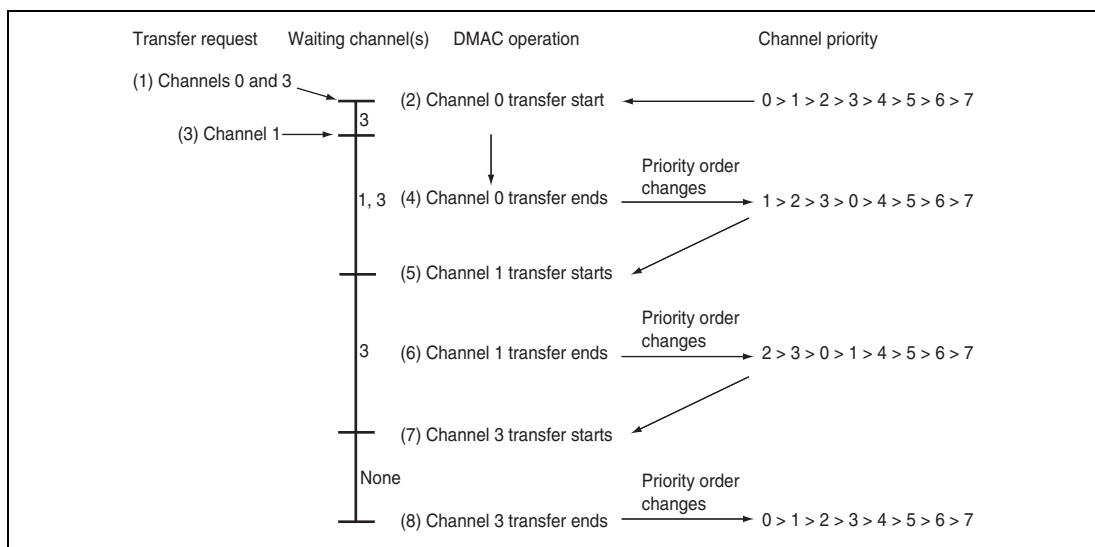 Transfer request Waiting channel(s) DMAC operation Channel priority
(1) Channels 0 and 3
(2) Channel 0 transfer start 0 > 1 > 2 > 3 > 4 > 5 > 6 > 7
3
(3) Channel 1
Priority order
changes
1, 3 (4) Channel 0 transfer ends 1 > 2 > 3 > 0 > 4 > 5 > 6 > 7
(5) Channel 1 transfer starts
Priority order
changes
3 (6) Channel 1 transfer ends 2 > 3 > 0 > 1 > 4 > 5 > 6 > 7
(7) Channel 3 transfer starts
None
Priority order
changes
(8) Channel 3 transfer ends 0 > 1 > 2 > 3 > 4 > 5 > 6 > 7